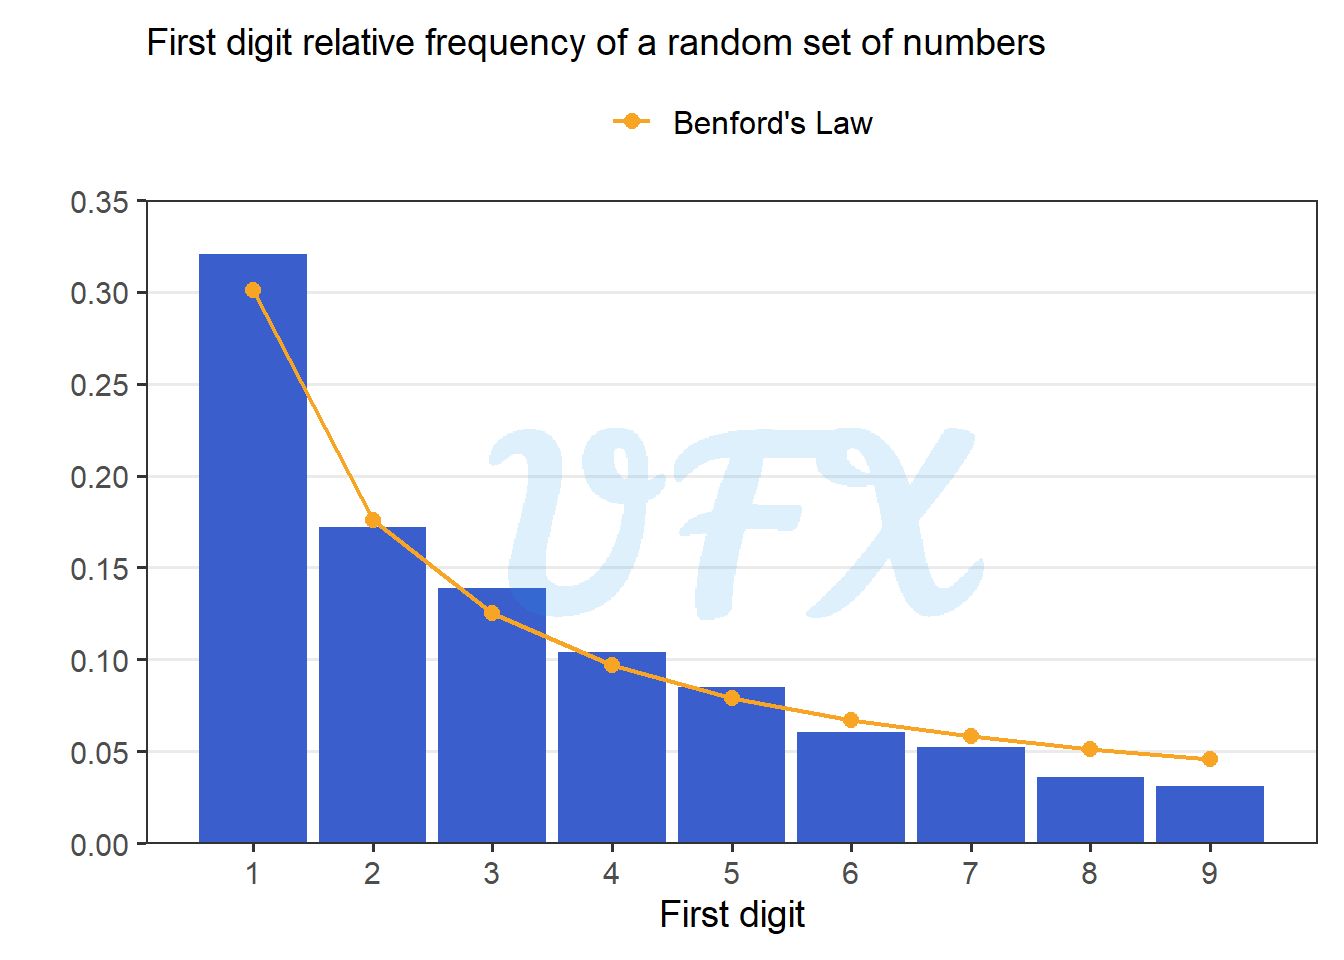 First digit relative frequency of a random set of numbers
Benford's Law
0.35
0.30
0.25
0.20
0.15
0.10
0.05
0.00
VFX
1 2 3 4 5 6 7 8 9
First digit